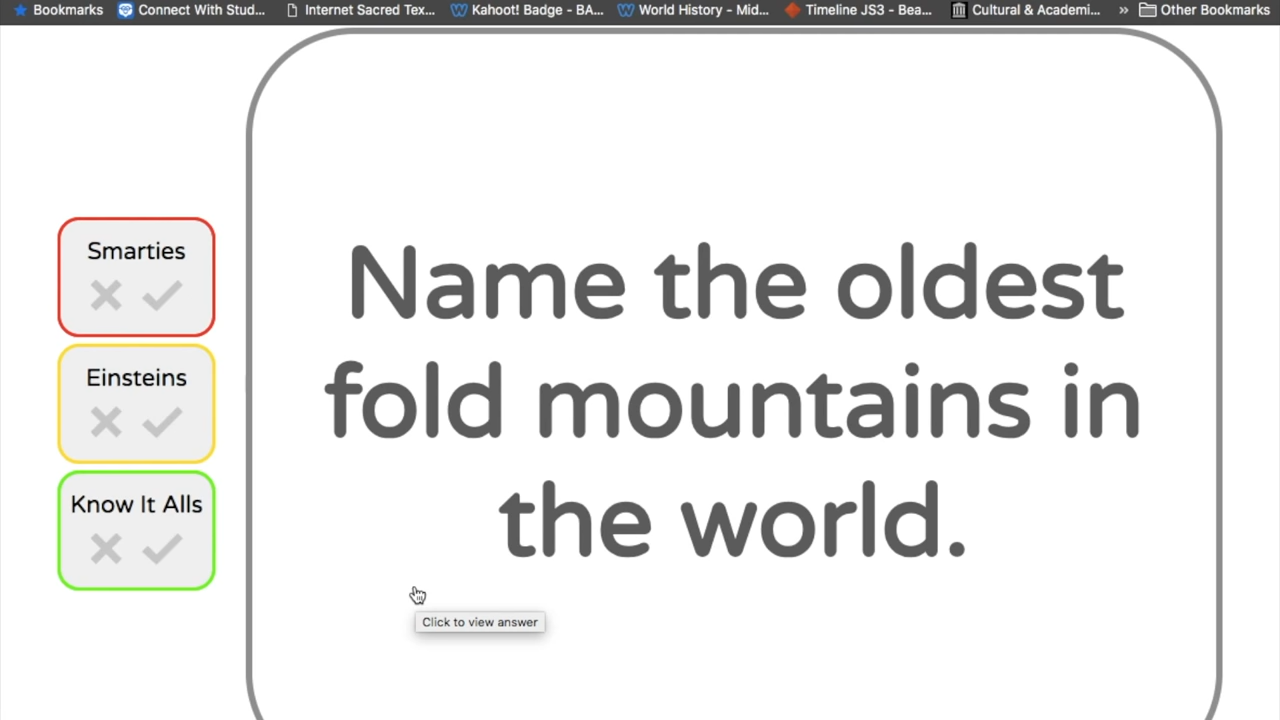 Bookmarks Connect With Stud... Internet Sacred Tex... Kahoot! Badge - BA... World History - Mid... Timeline JS3 - Bea... Cultural & Academi... » Other Bookmarks
Smarties
Einsteins
Know It Alls
Name the oldest
fold mountains in
the world.
Click to view answer